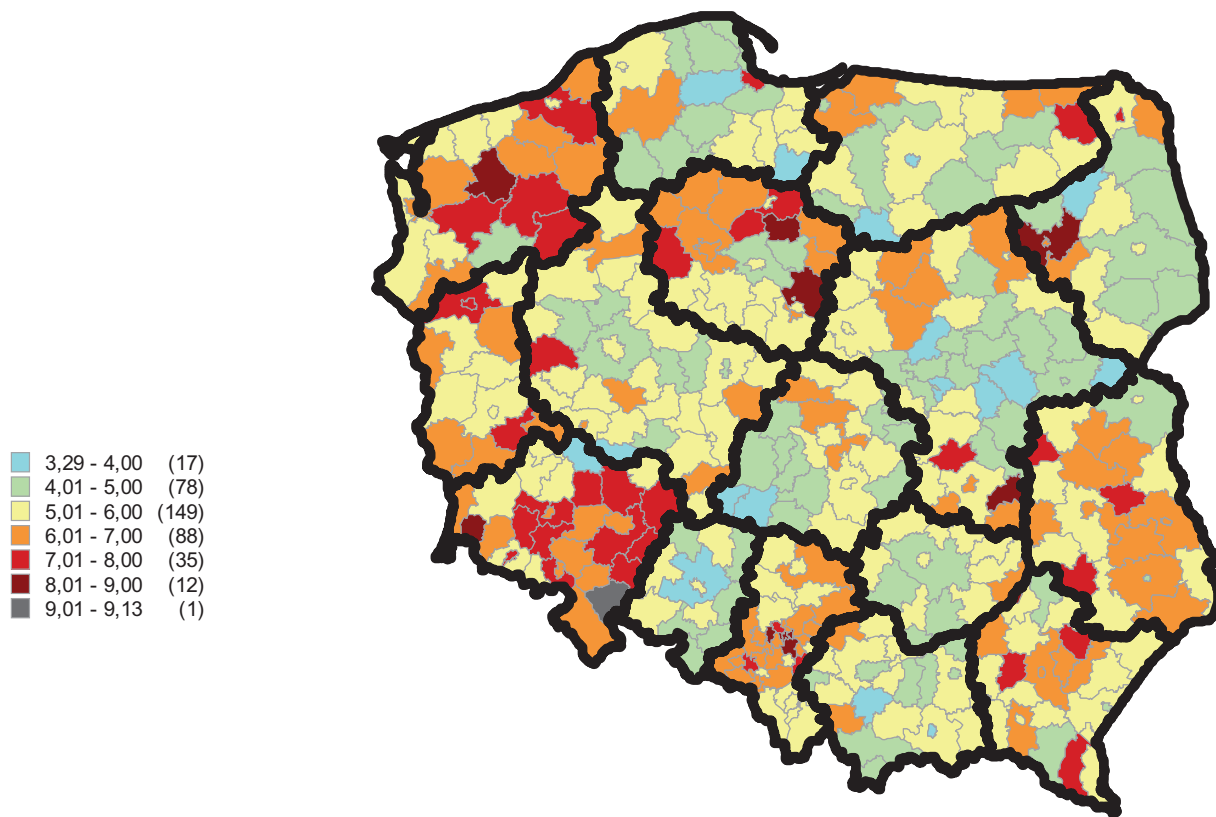 3,29 - 4,00 (17)
4,01 - 5,00 (78)
5,01 - 6,00 (149)
6,01 - 7,00 (88)
7,01 - 8,00 (35)
8,01 - 9,00 (12)
9,01 - 9,13 (1)